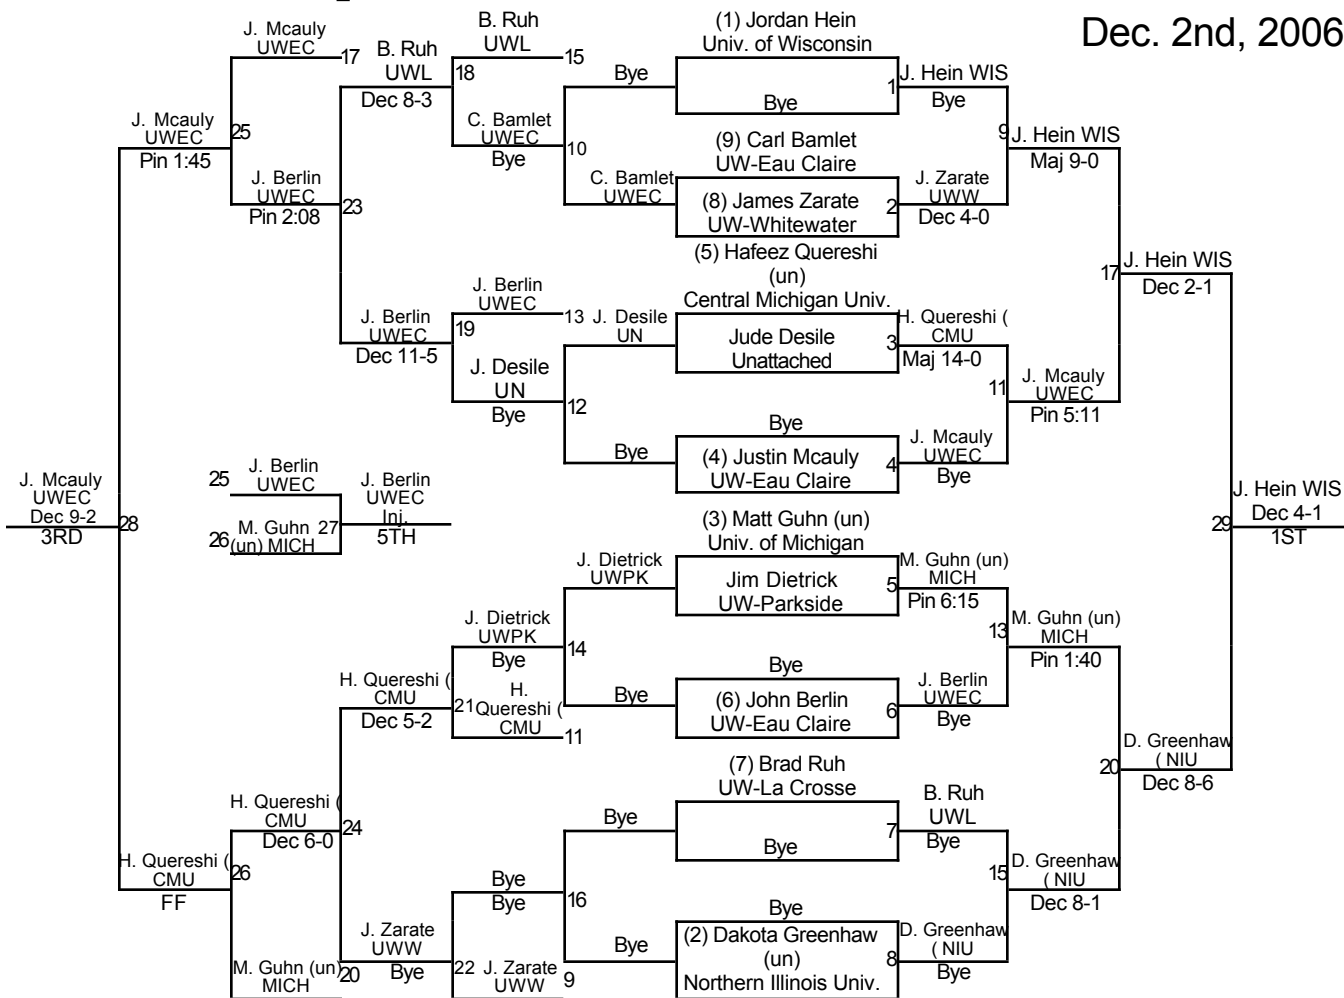 Dec. 2nd, 2006
J. Mcauly
UWEC
17
B. Ruh
UWL
Dec 8-3
18
B. Ruh
UWL
15
C. Bamlet
UWEC
Bye
10
Bye
C. Bamlet
UWEC
(1) Jordan Hein
Univ. of Wisconsin
Bye
1
J. Hein WIS
Bye
(9) Carl Bamlet
UW-Eau Claire
(8) James Zarate
UW-Whitewater
2
J. Zarate
UWW
Dec 4-0
9
J. Hein WIS
Maj 9-0
J. Mcauly
UWEC
Pin 1:45
25
J. Berlin
UWEC
Pin 2:08
23
J. Berlin
UWEC
Dec 11-5
19
J. Berlin
UWEC
13
J. Desile
UN
Bye
12
J. Desile
UN
Bye
(5) Hafeez Quereshi
(un)
Central Michigan Univ.
Jude Desile
Unattached
3
H. Quereshi (
CMU
Maj 14-0
Bye
(4) Justin Mcauly
UW-Eau Claire
4
J. Mcauly
UWEC
Bye
11
J. Mcauly
UWEC
Pin 5:11
17
J. Hein WIS
Dec 2-1
J. Mcauly
UWEC
Dec 9-2
3RD
28
25
J. Berlin
UWEC
26
M. Guhn
(un) MICH
27
J. Berlin
UWEC
Inj.
5TH
J. Hein WIS
Dec 4-1
1ST
29
(3) Matt Guhn (un)
Univ. of Michigan
Jim Dietrick
UW-Parkside
5
M. Guhn (un)
MICH
Pin 6:15
J. Dietrick
UWPK
J. Dietrick
UWPK
Bye
14
Bye
Bye
(6) John Berlin
UW-Eau Claire
6
J. Berlin
UWEC
Bye
13
M. Guhn (un)
MICH
Pin 1:40
H. Quereshi (
CMU
Dec 5-2
21
H.
Quereshi (
CMU
11
(7) Brad Ruh
UW-La Crosse
Bye
7
B. Ruh
UWL
Bye
Bye
20
D. Greenhaw
( NIU
Dec 8-6
H. Quereshi (
CMU
Dec 6-0
24
H. Quereshi (
CMU
FF
26
M. Guhn (un)
MICH
20
J. Zarate
UWW
Bye
22
Bye
Bye
16
J. Zarate
UWW
9
Bye
Bye
(2) Dakota Greenhaw
(un)
Northern Illinois Univ.
8
D. Greenhaw
( NIU
Bye
15
D. Greenhaw
( NIU
Dec 8-1